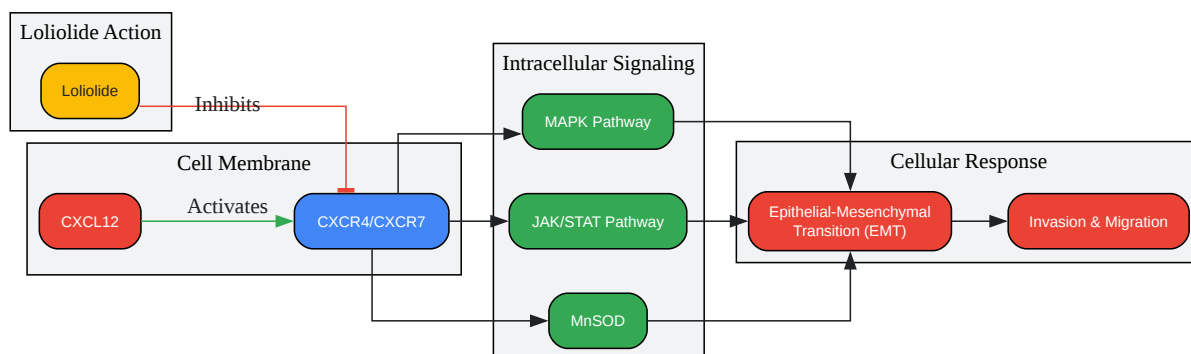 Loliolide Action
Loliolide
Inhibits
Cell Membrane
CXCL12
Activates
CXCR4/CXCR7
Intracellular Signaling
MAPK Pathway
JAK/STAT Pathway
MnSOD
Cellular Response
Epithelial-Mesenchymal
Transition (EMT)
Invasion & Migration